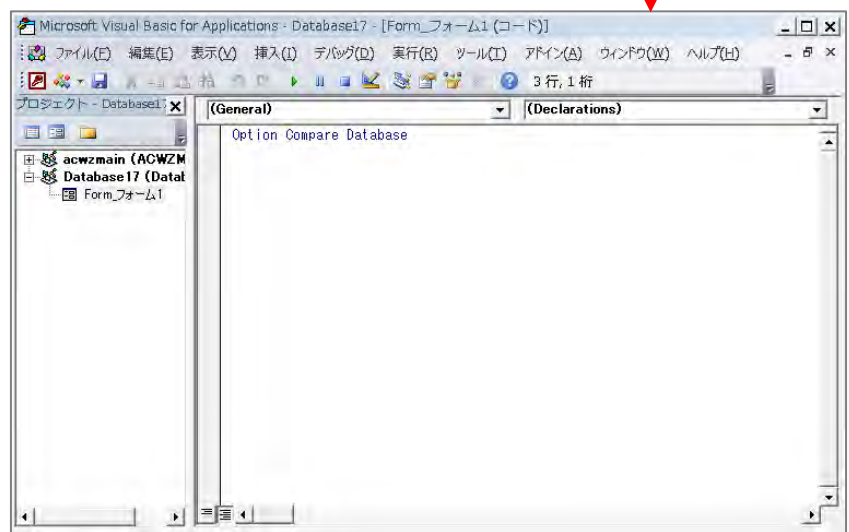 Microsoft Visual Basic for Applications - Database17 - [Form_フォーム1 (コード)]
ファイル(F) 編集(E) 表示(V) 挿入(I) デバッグ(D) 実行(R) ツール(T) アドイン(A) ウィンドウ(W) ヘルプ(H)
3 行, 1 桁
プロジェクト - Database17
(General) (Declarations)
Option Compare Database
acwzmain (ACWZM
Database17 (Datab
Form_フォーム1